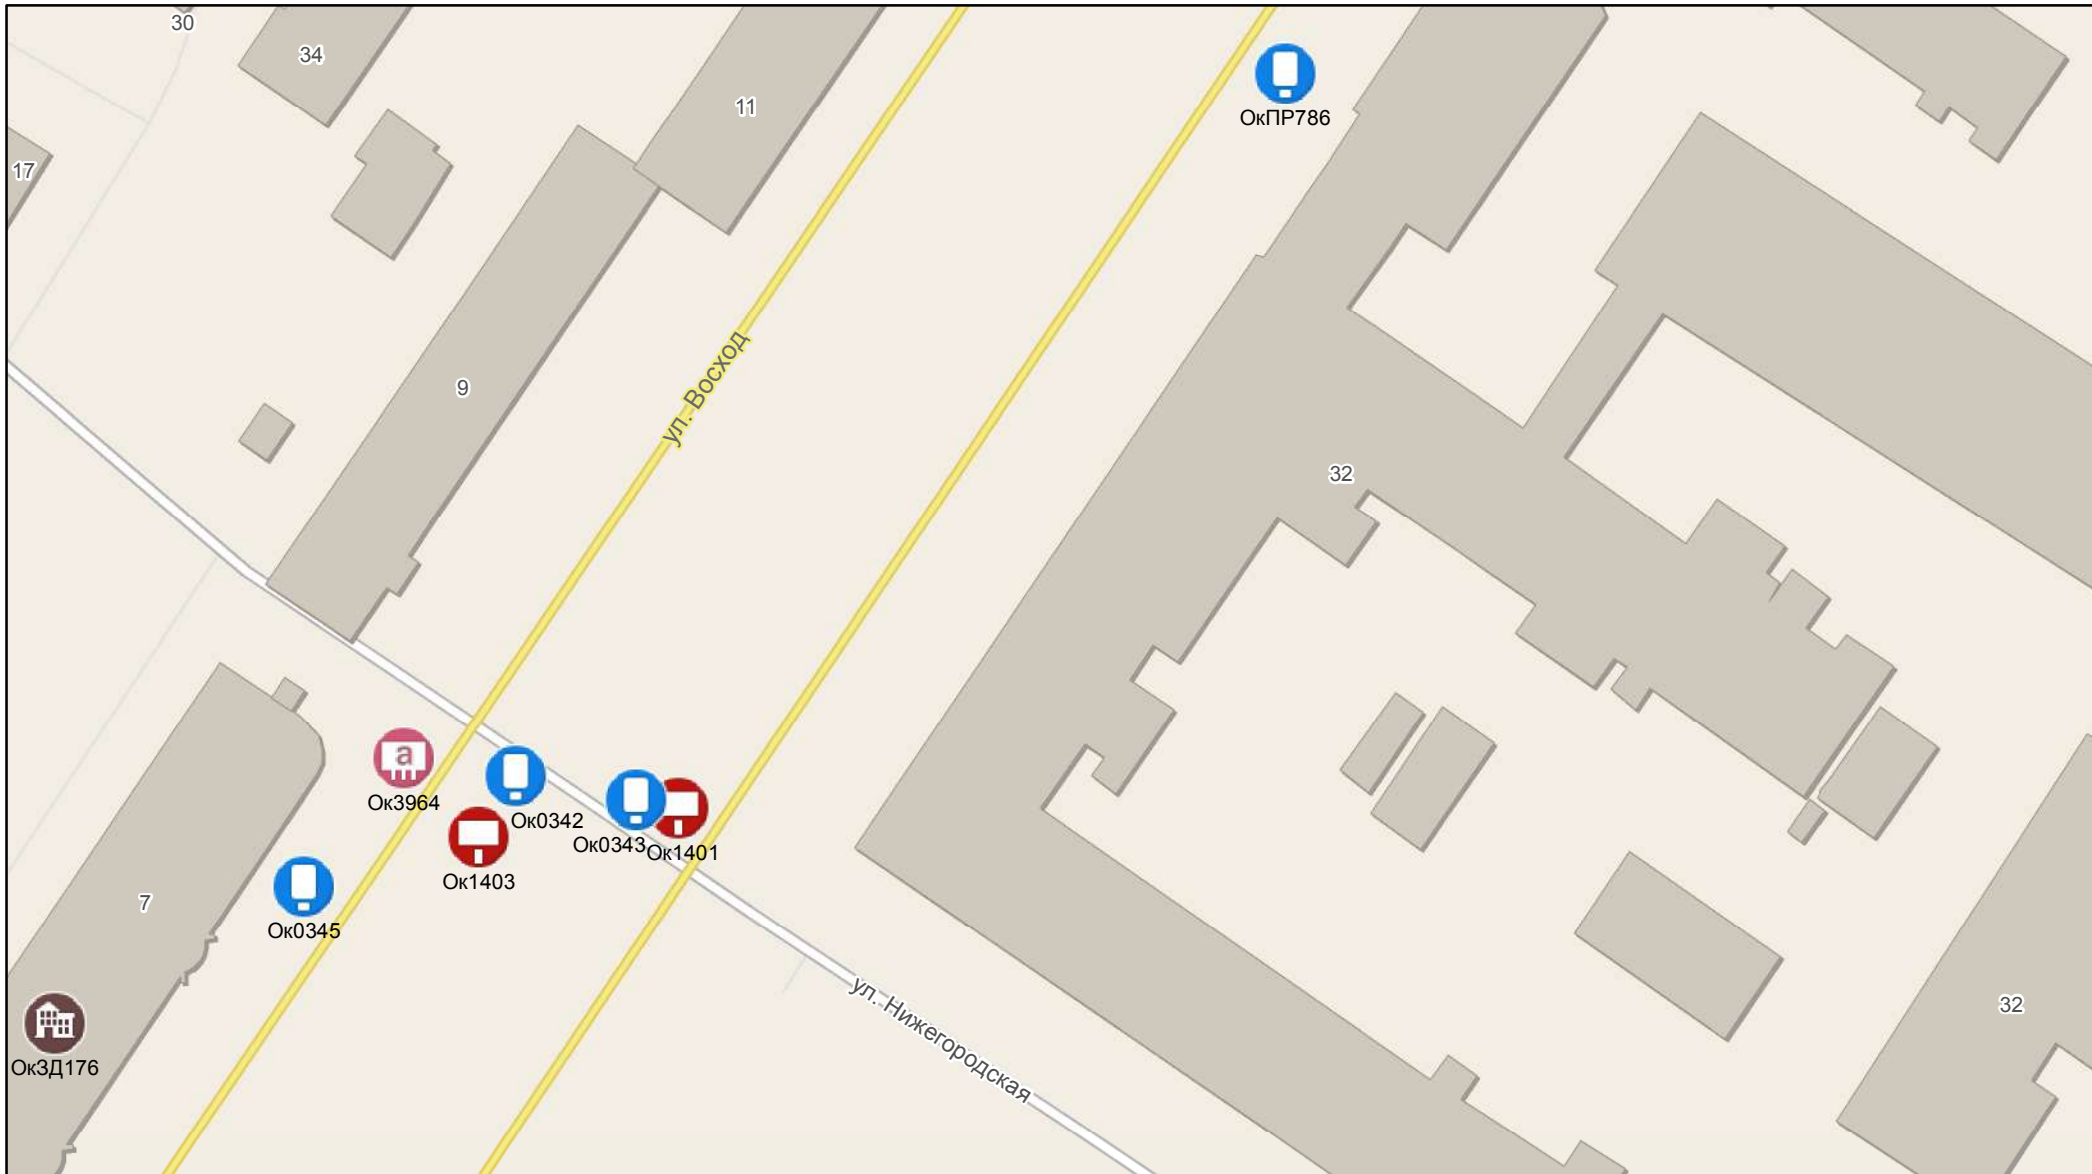 30
34
11
ОкПР786
17
ул. Восход
9
32
а
Ок3964
Ок0342
Ок0343
Ок1401
Ок1403
7
Ок0345
ул. Нижегородская
32
ОкЗД176